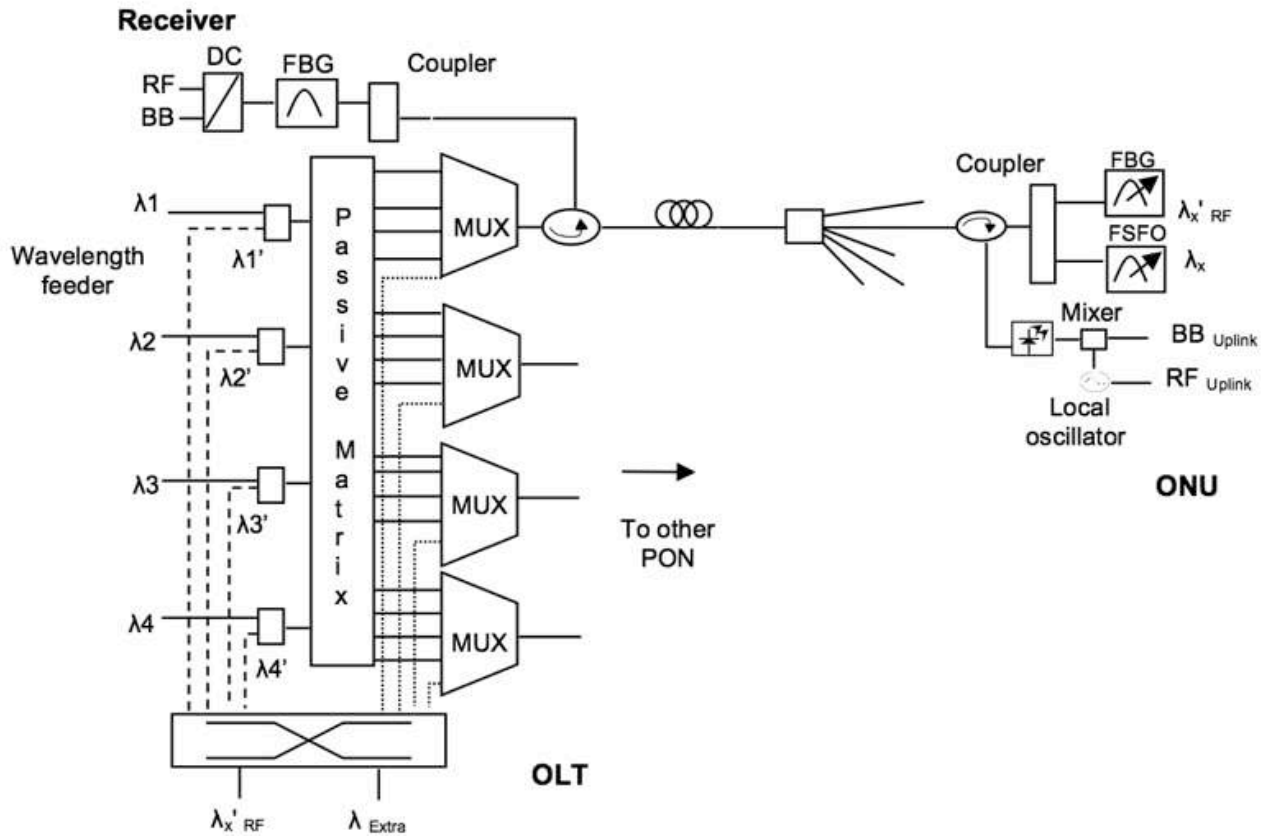 Receiver
DC
FBG
Coupler
RF
BB
λ1
λ1'
Wavelength
feeder
λ2
λ2'
λ3
λ3'
λ4
λ4'
Passive Matrix
MUX
MUX
MUX
MUX
To other
PON
Coupler
FBG
λx' RF
FSFO
λx
Mixer
BB Uplink
RF Uplink
Local
oscillator
ONU
OLT
λx' RF
λ Extra